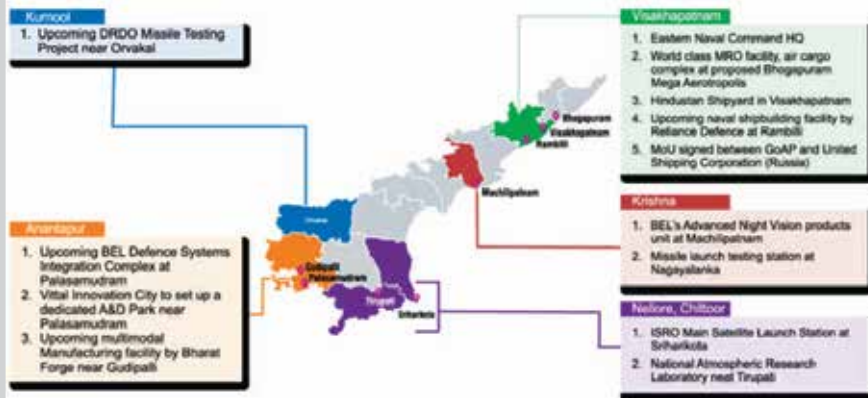 Kurnool
1. Upcoming DRDO Missile Testing
Project near Orvakal
Visakhapatnam
1. Eastern Naval Command HQ
2. World class MRO facility, air cargo
complex at proposed Bhogapuram
Mega Aerotropolis
3. Hindustan Shipyard in Visakhapatnam
4. Upcoming naval shipbuilding facility by
Reliance Defence at Rambilli
5. MoU signed between GoAP and United
Shipping Corporation (Russia)
Bhogapuram
Visakhapatnam
Rambilli
Machilipatnam
Krishna
1. BEL's Advanced Night Vision products
unit at Machilipatnam
2. Missile launch testing station at
Nagayalanka
Anantapur
1. Upcoming BEL Defence Systems
Integration Complex at
Palasamudram
2. Vittal Innovation City to set up a
dedicated A&D Park near
Palasamudram
3. Upcoming multimodal
Manufacturing facility by Bharat
Forge near Gudipalli
Gudipalli
Palasamudram
Tirupati
Sriharikota
Nellore, Chittoor
1. ISRO Main Satellite Launch Station at
Sriharikota
2. National Atmospheric Research
Laboratory neat Tirupati